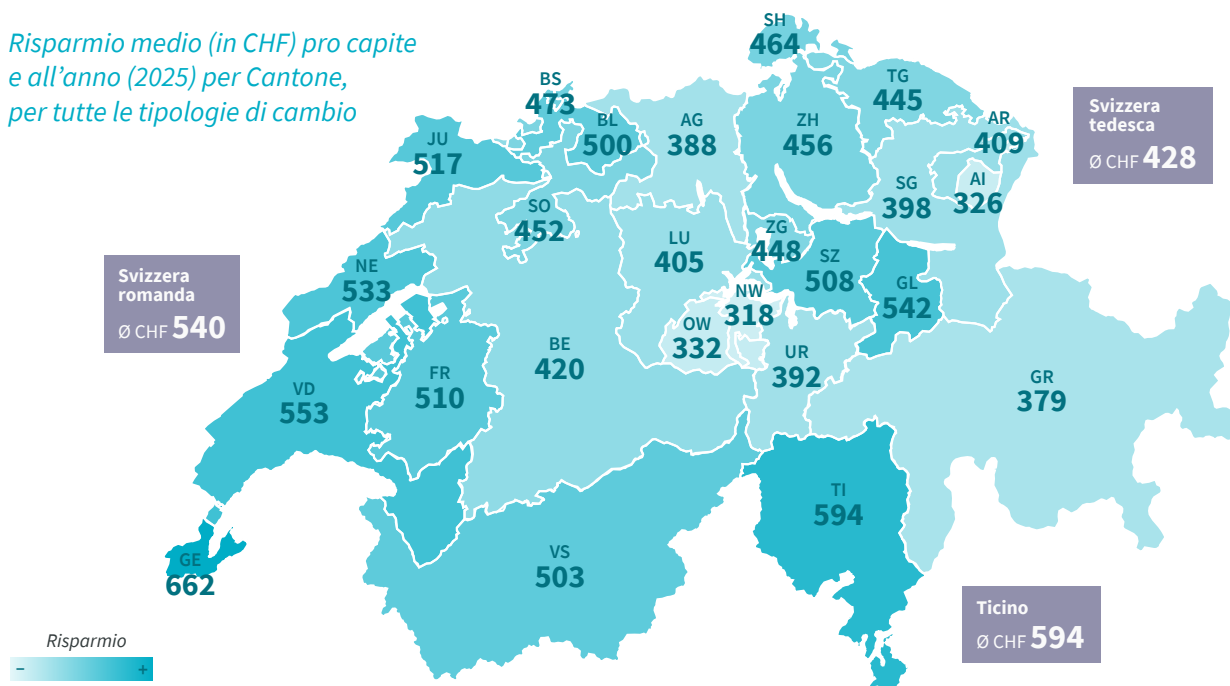 Risparmio medio (in CHF) pro capite
e all’anno (2025) per Cantone,
per tutte le tipologie di cambio
SH
464
BS
473
BL
500
AG
388
ZH
456
TG
445
AR
409
Svizzera
tedesca
Ø CHF 428
JU
517
AI
326
SG
398
SO
452
LU
405
ZG
448
SZ
508
NE
533
Svizzera
romanda
Ø CHF 540
GL
542
NW
318
OW
332
UR
392
BE
420
FR
510
VD
553
GR
379
TI
594
VS
503
GE
662
Ticino
Ø CHF 594
Risparmio
− +